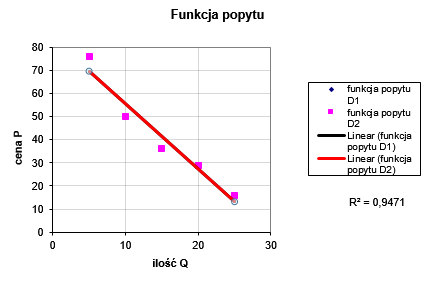 Funkcja popytu
80
70
60
50
40
30
20
10
0
0 10 20 30
cena P
ilość Q
funkcja popytu
D1
funkcja popytu
D2
Linear (funkcja
popytu D1)
Linear (funkcja
popytu D2)
R² = 0,9471